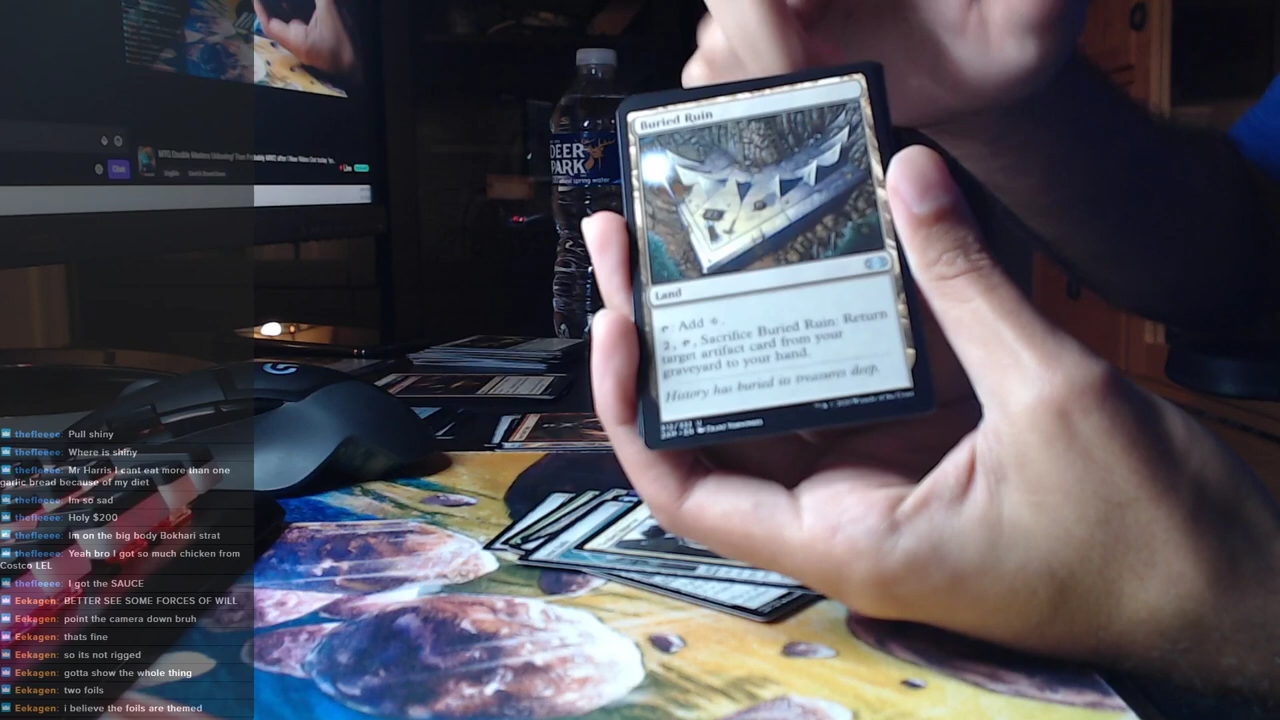 Buried Ruin
Land
: Add
2, , Sacrifice Buried Ruin: Return
target artifact card from your
graveyard to your hand.
History has buried its treasures deep.
DEER
PARK
spring water
Chat
Live
thefleeee: Pull shiny
thefleeee: Where is shiny
thefleeee: Mr Harris I cant eat more than one
garlic bread because of my diet
thefleeee: Im so sad
thefleeee: Holy $200
thefleeee: Im on the big body Bokhari strat
thefleeee: Yeah bro I got so much chicken from
Costco LEL
thefleeee: I got the SAUCE
Eekagen: BETTER SEE SOME FORCES OF WILL
Eekagen: point the camera down bruh
Eekagen: thats fine
Eekagen: so its not rigged
Eekagen: gotta show the whole thing
Eekagen: two foils
Eekagen: i believe the foils are themed